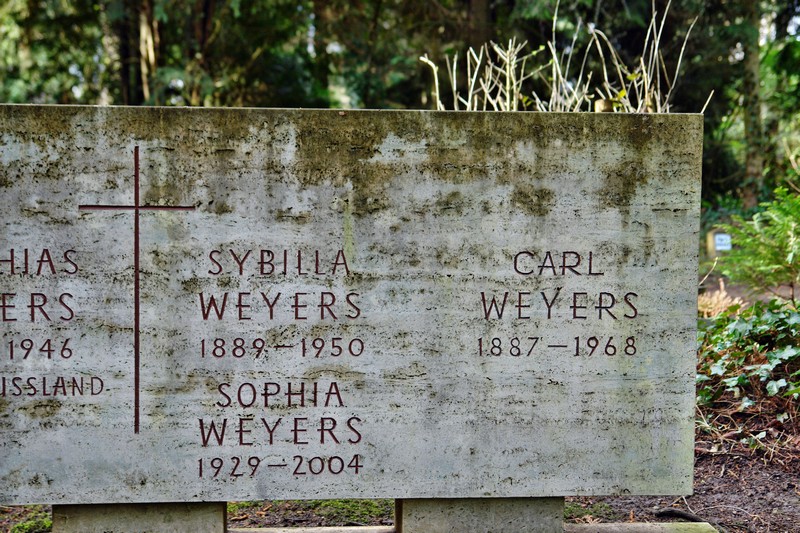 HIAS
ERS
1946
ISSLAND
SYBILLA
WEYERS
1889–1950
SOPHIA
WEYERS
1929–2004
CARL
WEYERS
1887–1968